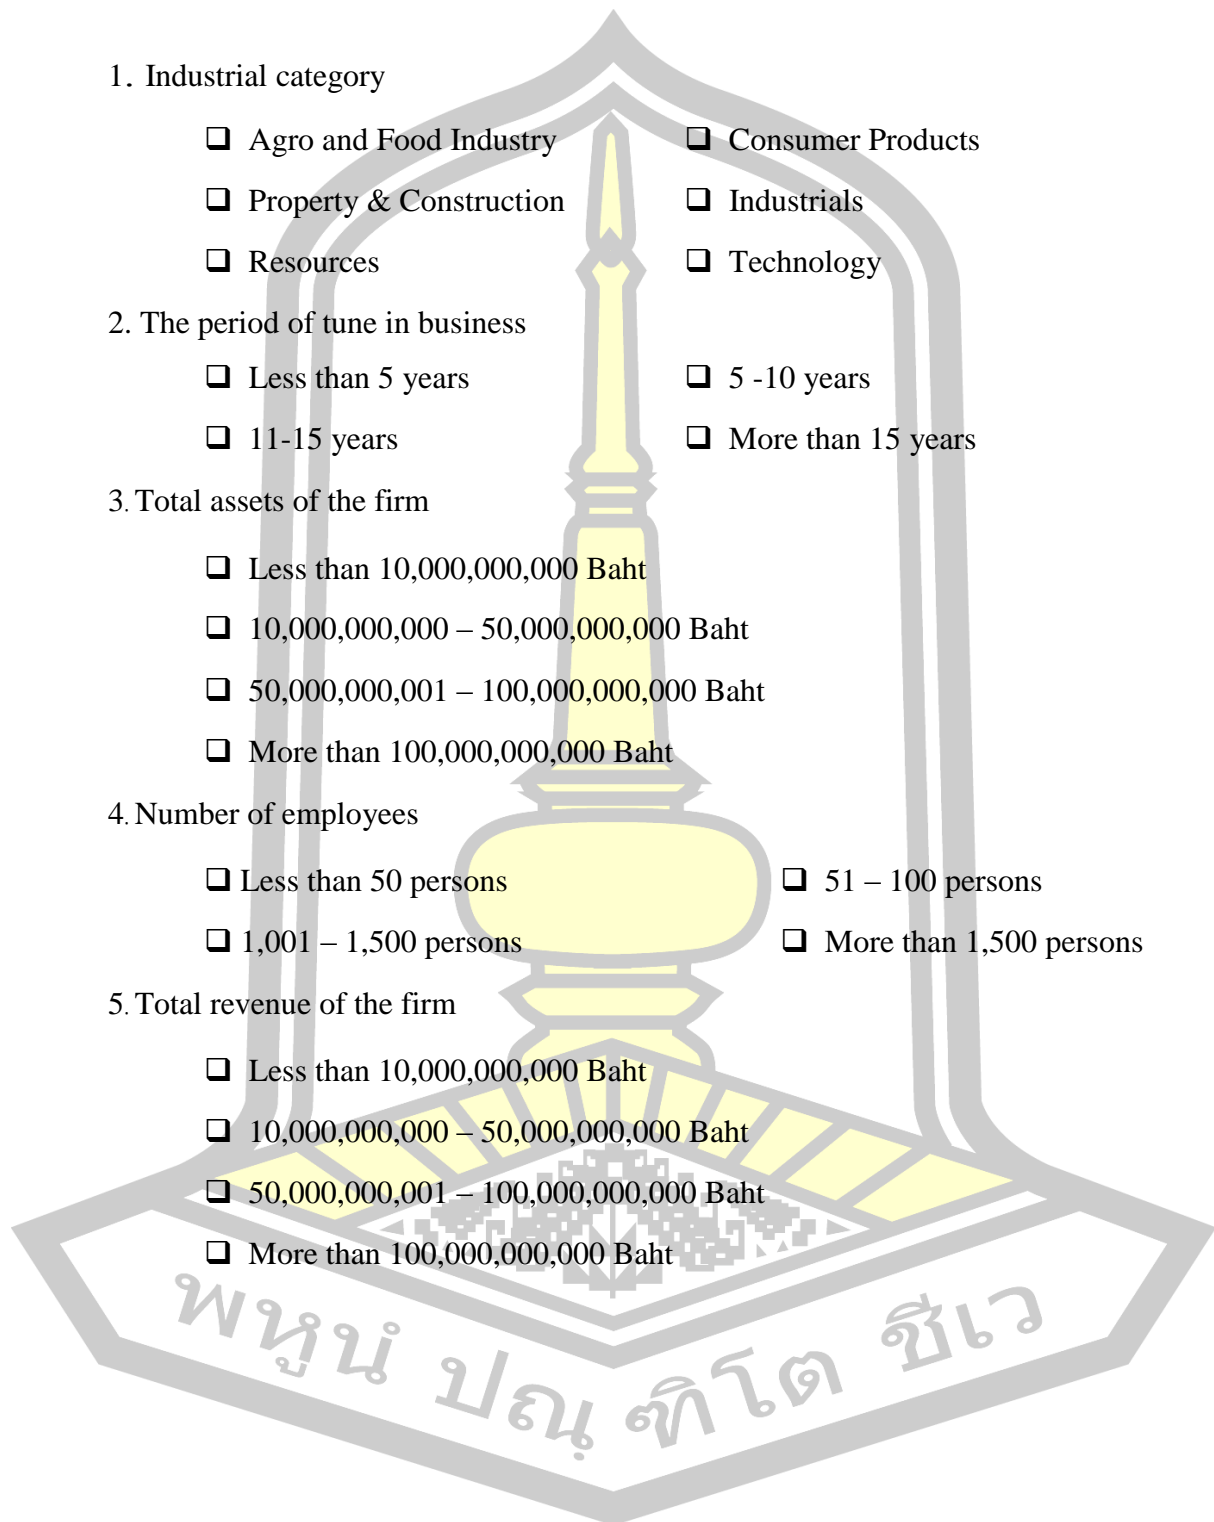 1. Industrial category
❑ Agro and Food Industry ❑ Consumer Products
❑ Property & Construction ❑ Industrials
❑ Resources ❑ Technology
2. The period of tune in business
❑ Less than 5 years ❑ 5 -10 years
❑ 11-15 years ❑ More than 15 years
3. Total assets of the firm
❑ Less than 10,000,000,000 Baht
❑ 10,000,000,000 – 50,000,000,000 Baht
❑ 50,000,000,001 – 100,000,000,000 Baht
❑ More than 100,000,000,000 Baht
4. Number of employees
❑ Less than 50 persons ❑ 51 – 100 persons
❑ 1,001 – 1,500 persons ❑ More than 1,500 persons
5. Total revenue of the firm
❑ Less than 10,000,000,000 Baht
❑ 10,000,000,000 – 50,000,000,000 Baht
❑ 50,000,000,001 – 100,000,000,000 Baht
❑ More than 100,000,000,000 Baht
พหูนํ ปณฺฑิโต ชีเว